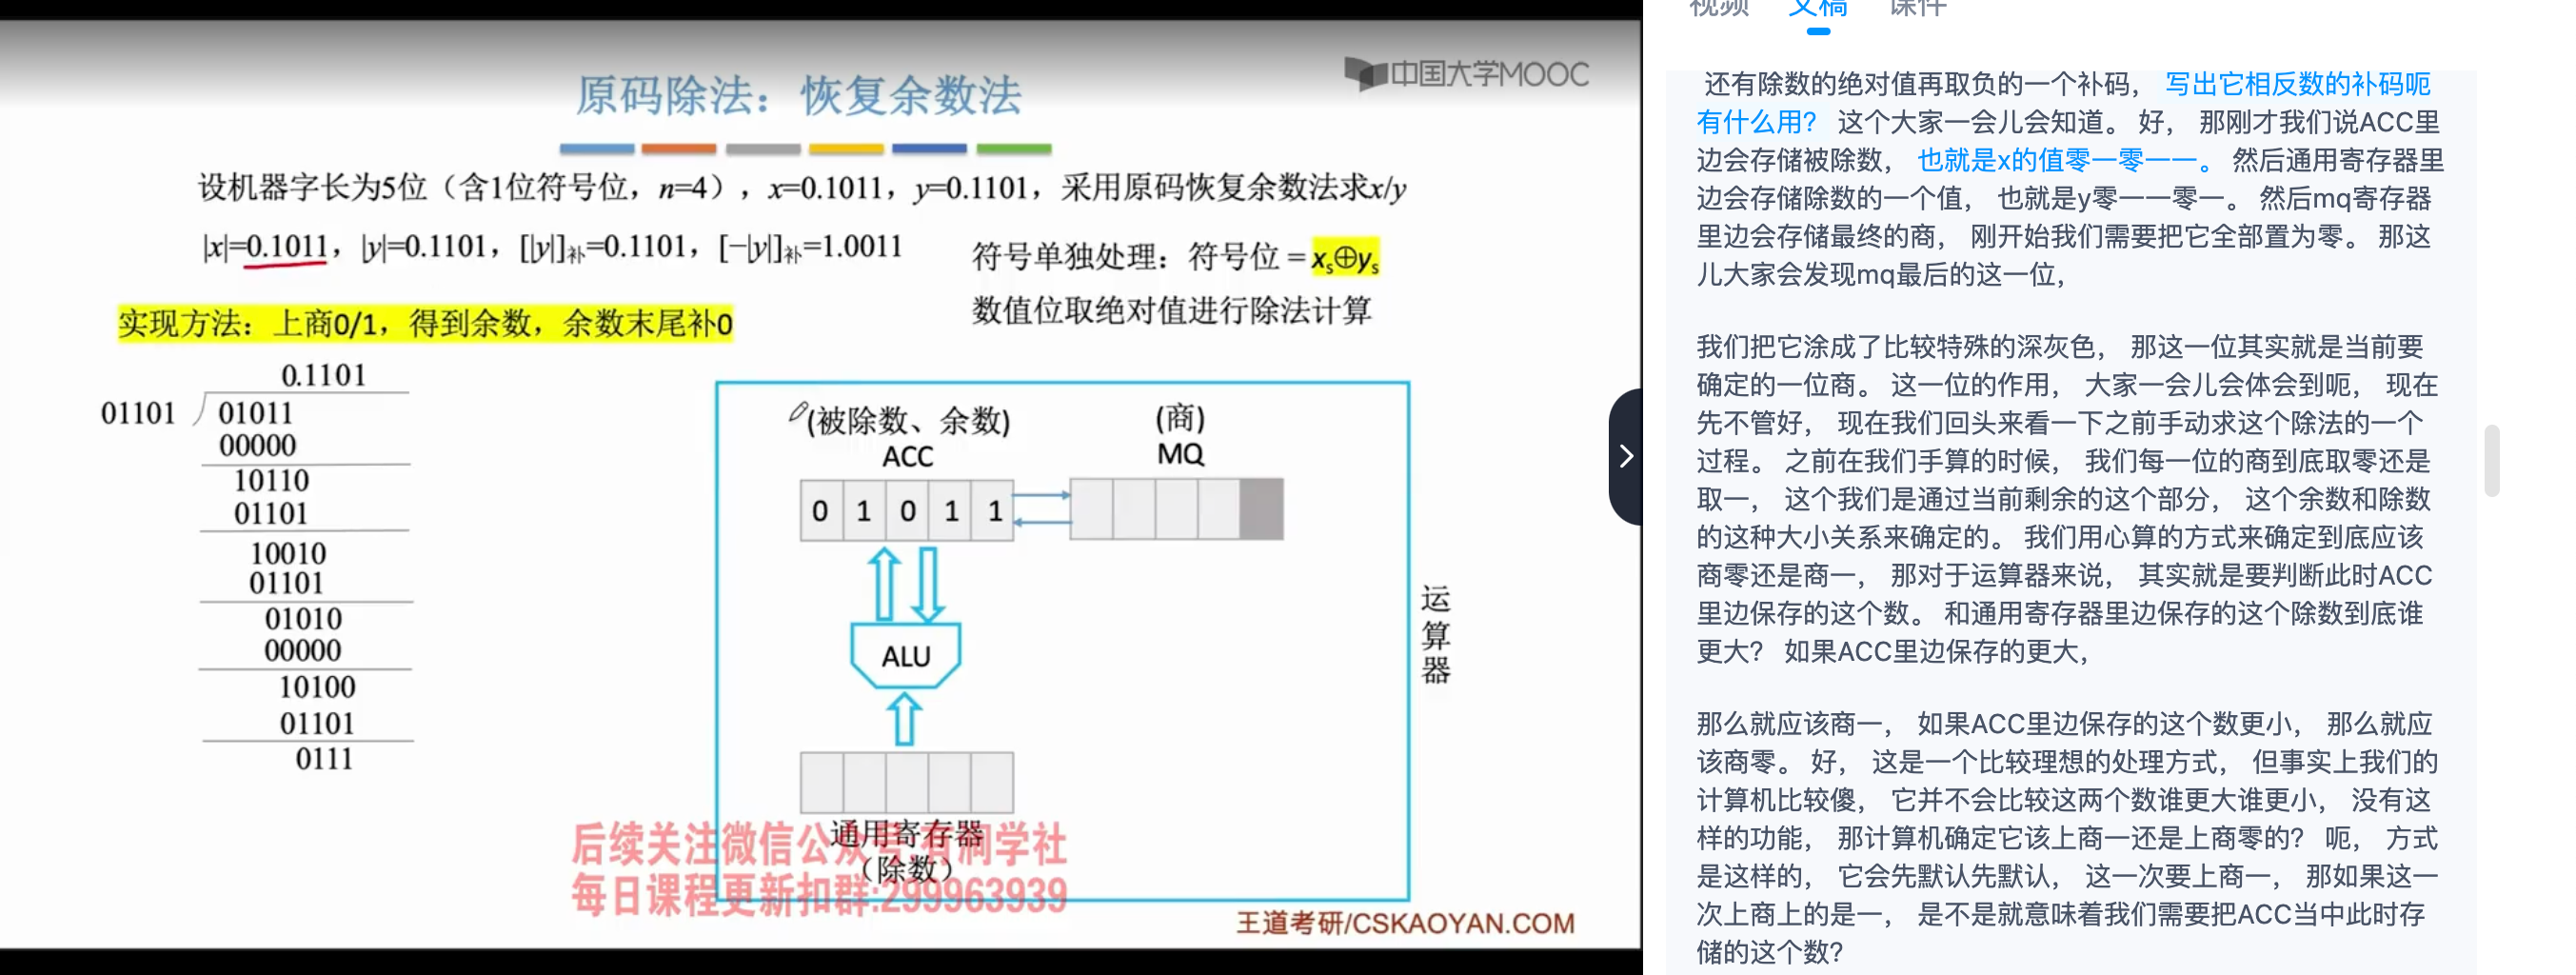 中国大学MOOC
原码除法：恢复余数法
设机器字长为5位（含1位符号位，n=4），x=0.1011，y=0.1101，采用原码恢复余数法求x/y
|x|=0.1011，|y|=0.1101，[|y|]补=0.1101，[−|y|]补=1.0011
符号单独处理：符号位 = xs⊕ys
数值位取绝对值进行除法计算
实现方法：上商0/1，得到余数，余数末尾补0
0.1101
01101 01011
00000
10110
01101
10010
01101
01010
00000
10100
01101
0111
(被除数、余数)
ACC
0 1 0 1 1
(商)
MQ
ALU
通用寄存器
（除数）
运算器
后续关注微信公众号:有洞学社
每日课程更新扣群:299963939
王道考研/CSKAOYAN.COM
视频 文稿 课件
还有除数的绝对值再取负的一个补码， 写出它相反数的补码呃
有什么用？ 这个大家一会儿会知道。 好， 那刚才我们说ACC里
边会存储被除数， 也就是x的值零一零一一。 然后通用寄存器里
边会存储除数的一个值， 也就是y零一一零一。 然后mq寄存器
里边会存储最终的商， 刚开始我们需要把它全部置为零。 那这
儿大家会发现mq最后的这一位，
我们把它涂成了比较特殊的深灰色， 那这一位其实就是当前要
确定的一位商。 这一位的作用， 大家一会儿会体会到呃， 现在
先不管好， 现在我们回头来看一下之前手动求这个除法的一个
过程。 之前在我们手算的时候， 我们每一位的商到底取零还是
取一， 这个我们是通过当前剩余的这个部分， 这个余数和除数
的这种大小关系来确定的。 我们用心算的方式来确定到底应该
商零还是商一， 那对于运算器来说， 其实就是要判断此时ACC
里边保存的这个数。 和通用寄存器里边保存的这个除数到底谁
更大？ 如果ACC里边保存的更大，
那么就应该商一， 如果ACC里边保存的这个数更小， 那么就应
该商零。 好， 这是一个比较理想的处理方式， 但事实上我们的
计算机比较傻， 它并不会比较这两个数谁更大谁更小， 没有这
样的功能， 那计算机确定它该上商一还是上商零的？ 呃， 方式
是这样的， 它会先默认先默认， 这一次要上商一， 那如果这一
次上商上的是一， 是不是就意味着我们需要把ACC当中此时存
储的这个数？